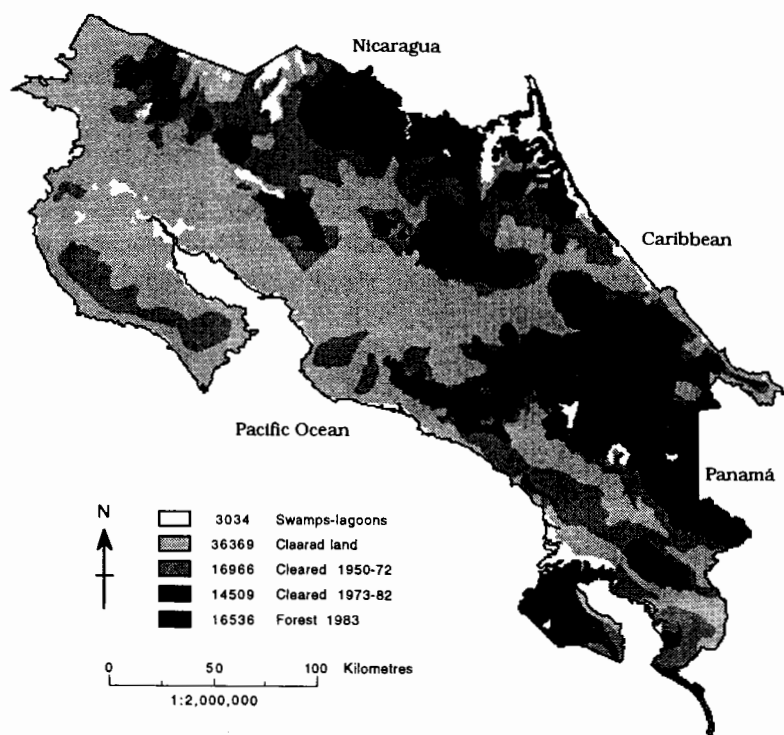 Nicaragua
Caribbean
Pacific Ocean
Panamá
N
3034 Swamps-lagoons
36369 Claarad land
16966 Cleared 1950-72
14509 Cleared 1973-82
16536 Forest 1983
0 50 100 Kilometres
1:2,000,000